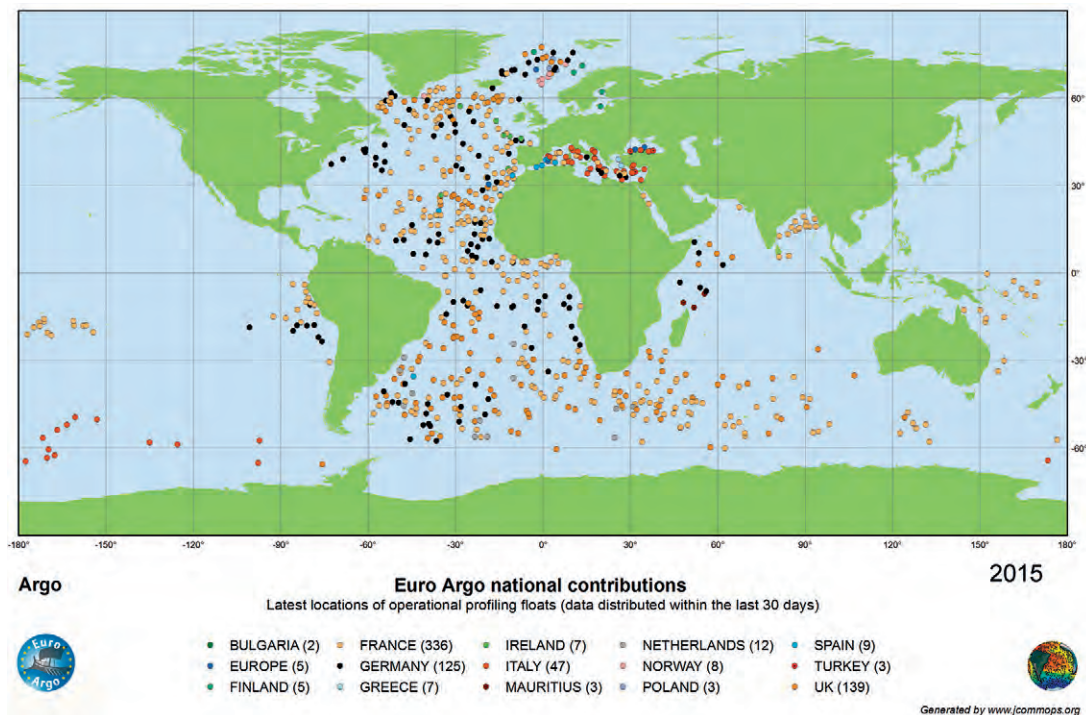 60°
30°
0°
-30°
-60°
-180° -150° -120° -90° -60° -30° 0° 30° 60° 90° 120° 150° 180°
Argo
Euro Argo national contributions
2015
Latest locations of operational profiling floats (data distributed within the last 30 days)
BULGARIA (2) FRANCE (336) IRELAND (7) NETHERLANDS (12) SPAIN (9)
EUROPE (5) GERMANY (125) ITALY (47) NORWAY (8) TURKEY (3)
FINLAND (5) GREECE (7) MAURITIUS (3) POLAND (3) UK (139)
Euro
Argo
Generated by www.jcommops.org